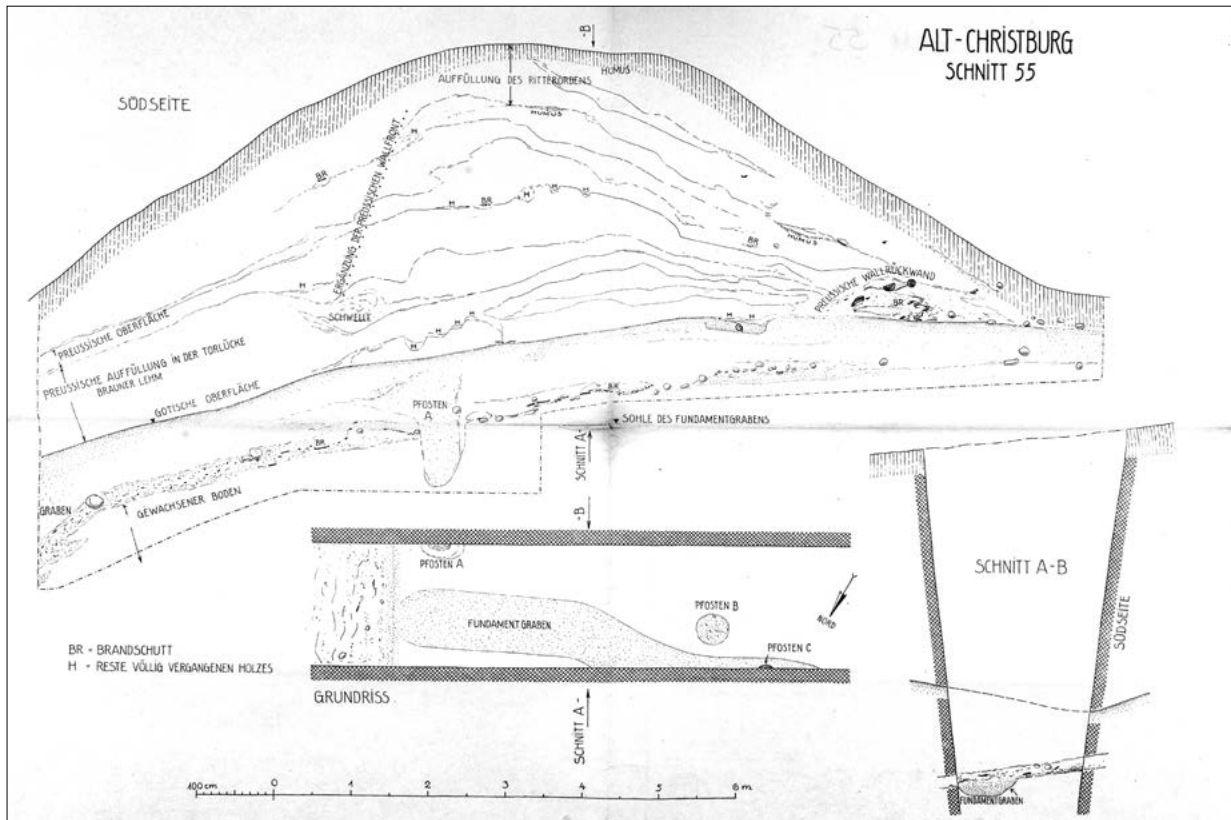 ALT-CHRISTBURG
SCHNITT 55
SÜDSEITE
-B
HUMUS
AUFFÜLLUNG DES RITTERORDENS
HUMUS
ERGÄNZUNG DER PREUSSISCHEN WALLFRONT
BR
BR
H
H
H
H
H
BR
HUMUS
H
SCHWELLE
PREUSSISCHE WALLRÜCKWAND
BR
PREUSSISCHE OBERFLÄCHE
PREUSSISCHE AUFFÜLLUNG IN DER TORLÜCKE
BRAUNER LEHM
H
H
H
H
H
H
GOTISCHE OBERFLÄCHE
PFOSTEN
A
BR
SOHLE DES FUNDAMENTGRABENS
BR
GRABEN
GEWACHSENER BODEN
SCHNITT A-
-B
PFOSTEN A
FUNDAMENTGRABEN
PFOSTEN B
PFOSTEN C
NORD
BR = BRANDSCHUTT
H = RESTE VÖLLIG VERGANGENEN HOLZES
GRUNDRISS
SCHNITT A-
SCHNITT A-B
SÜDSEITE
FUNDAMENTGRABEN
100 cm 0 1 2 3 4 5 6 m